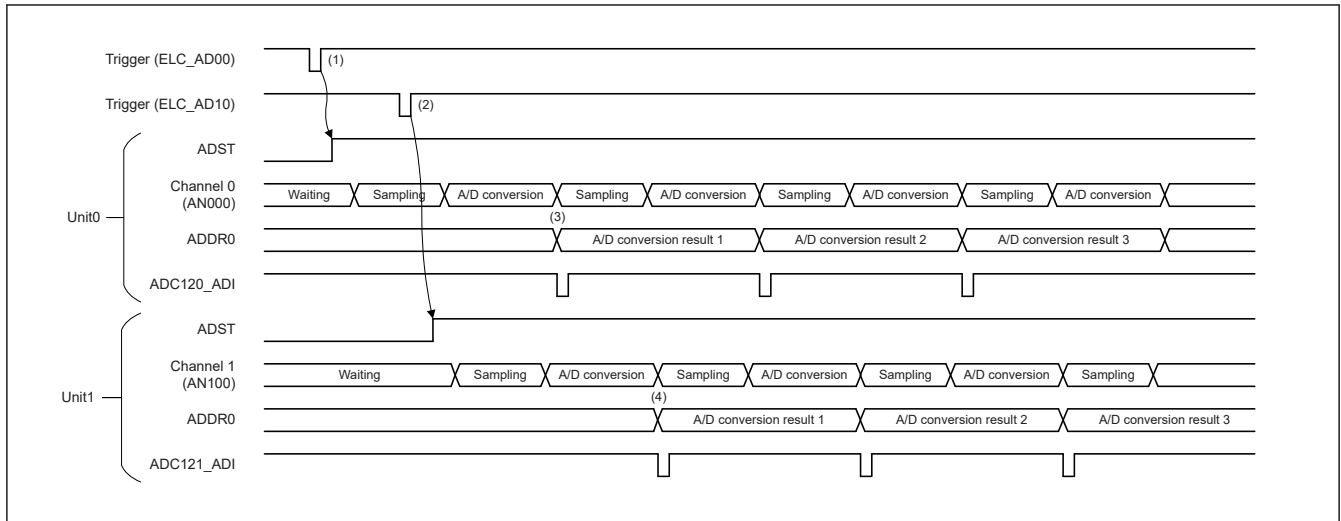 Trigger (ELC_AD00)
(1)
Trigger (ELC_AD10)
(2)
Unit0
ADST
Channel 0
(AN000)
Waiting Sampling A/D conversion Sampling A/D conversion Sampling A/D conversion Sampling A/D conversion
(3)
ADDR0
A/D conversion result 1 A/D conversion result 2 A/D conversion result 3
ADC120_ADI
Unit1
ADST
Channel 1
(AN100)
Waiting Sampling A/D conversion Sampling A/D conversion Sampling A/D conversion Sampling
(4)
ADDR0
A/D conversion result 1 A/D conversion result 2 A/D conversion result 3
ADC121_ADI